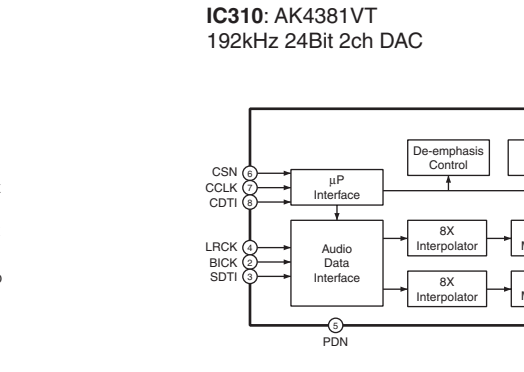 IC310: AK4381VT
192kHz 24Bit 2ch DAC
De-emphasis
Control
CSN 6
CCLK 7
CDTI 8
μP
Interface
LRCK 4
BICK 2
SDTI 3
Audio
Data
Interface
8X
Interpolator
8X
Interpolator
5
PDN